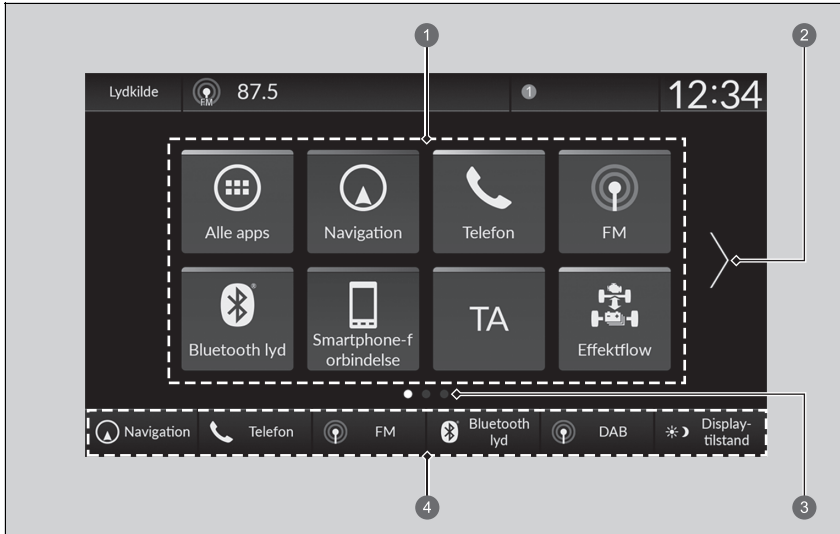 1
2
Lydkilde FM 87.5 1 12:34
Alle apps Navigation Telefon FM
Bluetooth lyd
Smartphone-f
orbindelse
TA
Effektflow
Navigation Telefon FM
Bluetooth
lyd
DAB
Display-
tilstand
4
3